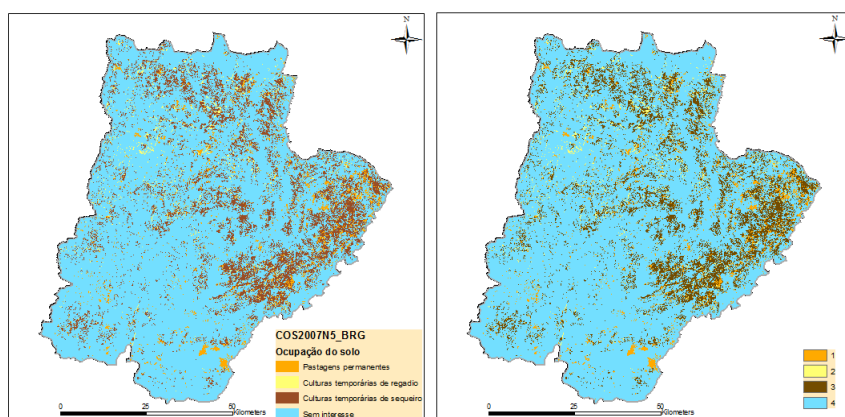 N
COS2007N5_BRG
Ocupação do solo
Pastagens permanentes
Culturas temporárias de regadio
Culturas temporárias de sequeiro
Sem interesse
0 25 50
Kilometers
N
1
2
3
4
0 25 50
Kilometers